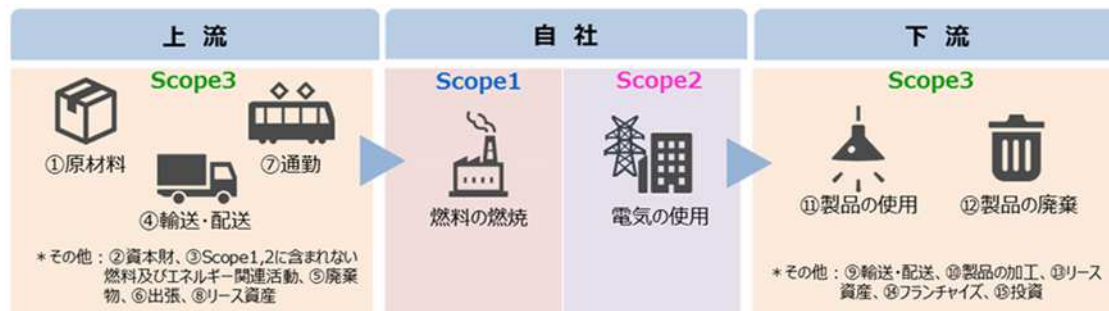 上 流
自 社
下 流
Scope3
①原材料
⑦通勤
④輸送・配送
＊その他：②資本財、③Scope1,2に含まれない
燃料及びエネルギー関連活動、⑤廃棄
物、⑥出張、⑧リース資産
Scope1
燃料の燃焼
Scope2
電気の使用
Scope3
⑪製品の使用
⑫製品の廃棄
＊その他：⑨輸送・配送、⑩製品の加工、⑬リース
資産、⑭フランチャイズ、⑮投資